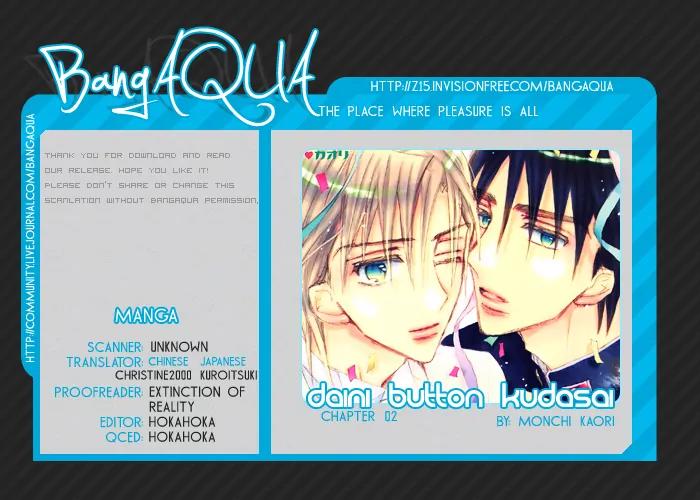 BangAQUA
HTTP://Z15.INVISIONFREE.COM/BANGAQUA
THE PLACE WHERE PLEASURE IS ALL
HTTP://COMMUNITY.LIVEJOURNAL.COM/BANGAQUA
THANK YOU FOR DOWNLOAD AND READ
OUR RELEASE. HOPE YOU LIKE IT!
PLEASE DON'T SHARE OR CHANGE THIS
SCANLATION WITHOUT BANGAQUA PERMISSION,
MANGA
SCANNER: UNKNOWN
TRANSLATOR: CHINESE JAPANESE
CHRISTINE2000 KUROITSUKI
PROOFREADER: EXTINCTION OF
REALITY
EDITOR: HOKAHOKA
QCED: HOKAHOKA
♥カオリ
daini button kudasai
CHAPTER 02
BY: MONCHI KAORI